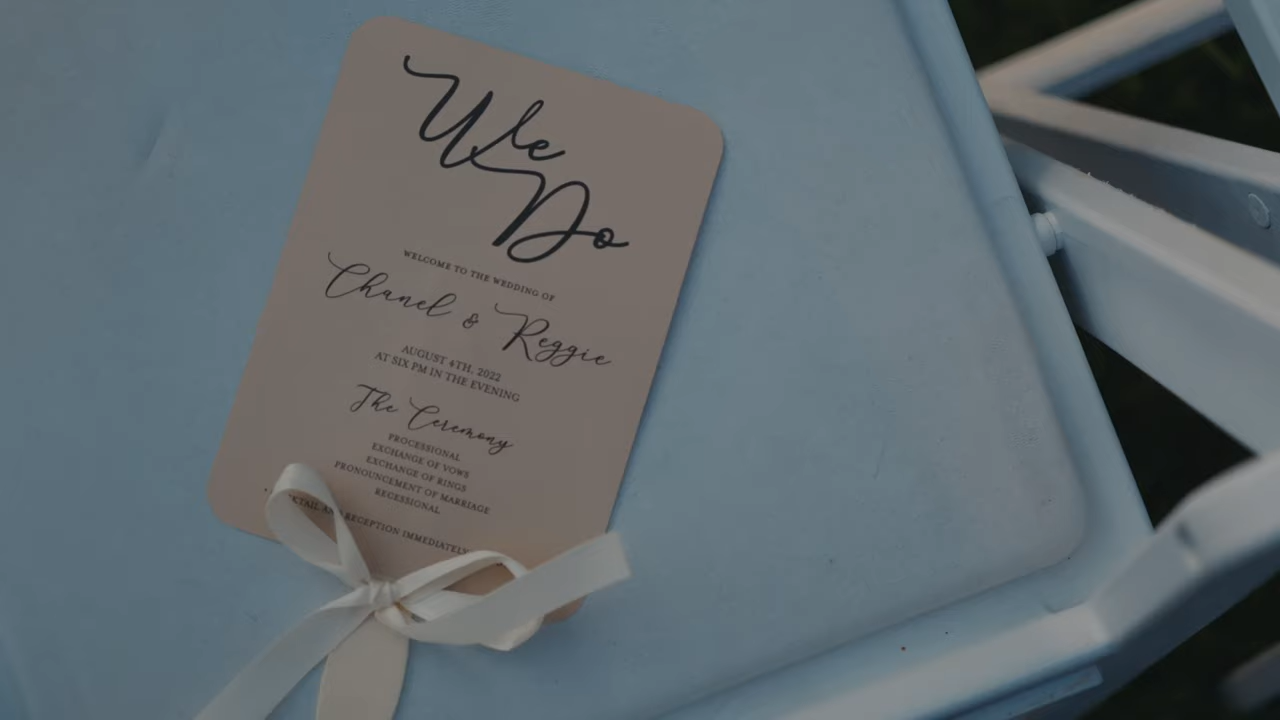 We
Do
WELCOME TO THE WEDDING OF
Chanel & Reggie
AUGUST 4TH, 2022
AT SIX PM IN THE EVENING
The Ceremony
PROCESSIONAL
EXCHANGE OF VOWS
EXCHANGE OF RINGS
PRONOUNCEMENT OF MARRIAGE
RECESSIONAL
RECEPTION IMMEDIATELY